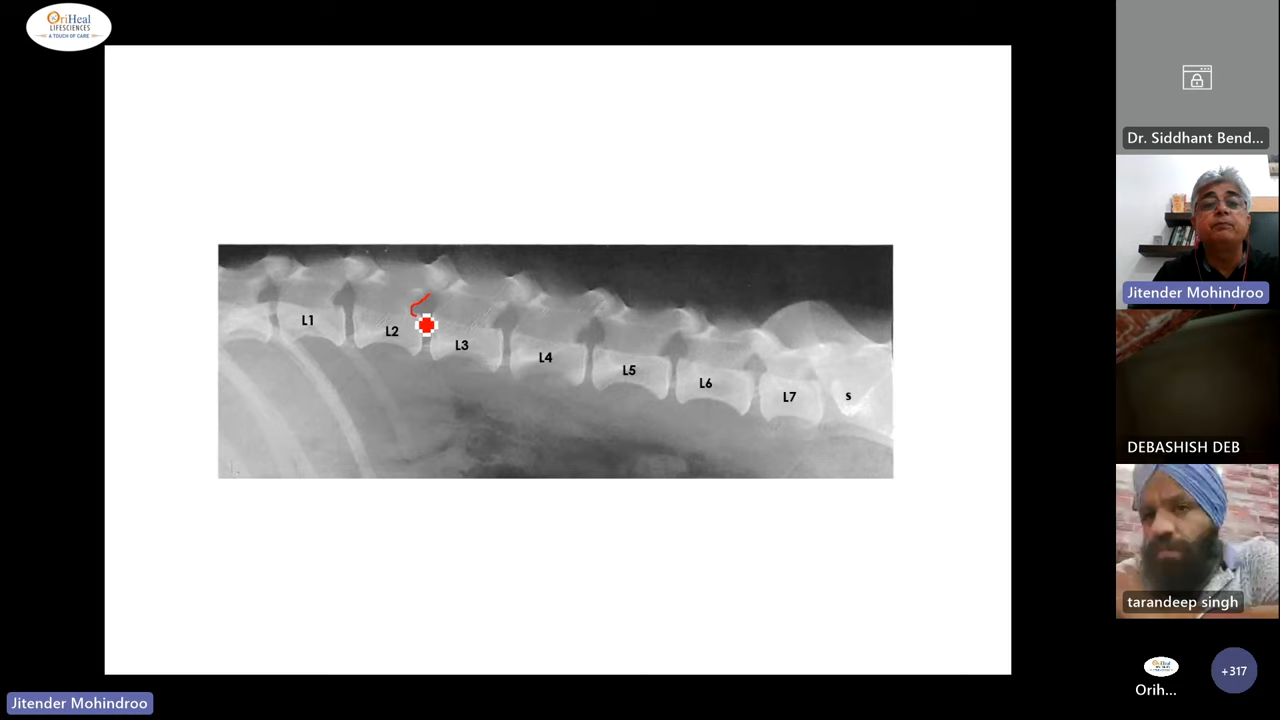 OriHeal
LIFESCIENCES
A TOUCH OF CARE
Dr. Siddhant Bend...
Jitender Mohindroo
L1
L2
L3
L4
L5
L6
L7
s
DEBASHISH DEB
tarandeep singh
Orih...
+317
Jitender Mohindroo